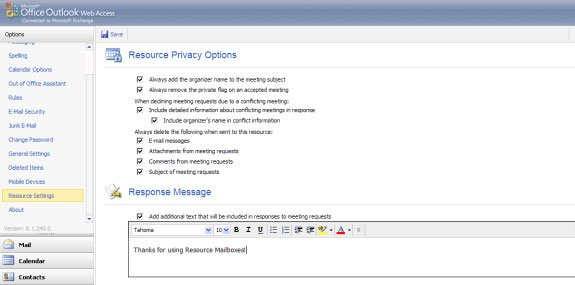 Microsoft
Office Outlook Web Access
Connected to Microsoft Exchange
Options
Save
Messaging
Spelling
Calendar Options
Out of Office Assistant
Rules
E-Mail Security
Junk E-Mail
Change Password
General Settings
Deleted Items
Mobile Devices
Resource Settings
About
Version: 8.1.240.0
Mail
Calendar
Contacts
Resource Privacy Options
Always add the organizer name to the meeting subject
Always remove the private flag on an accepted meeting
When declining meeting requests due to a conflicting meeting:
Include detailed information about conflicting meetings in response
Include organizer's name in conflict information
Always delete the following when sent to this resource:
E-mail messages
Attachments from meeting requests
Comments from meeting requests
Subject of meeting requests
Response Message
Add additional text that will be included in responses to meeting requests
Tahoma 10 B I U
Thanks for using Resource Mailboxes!